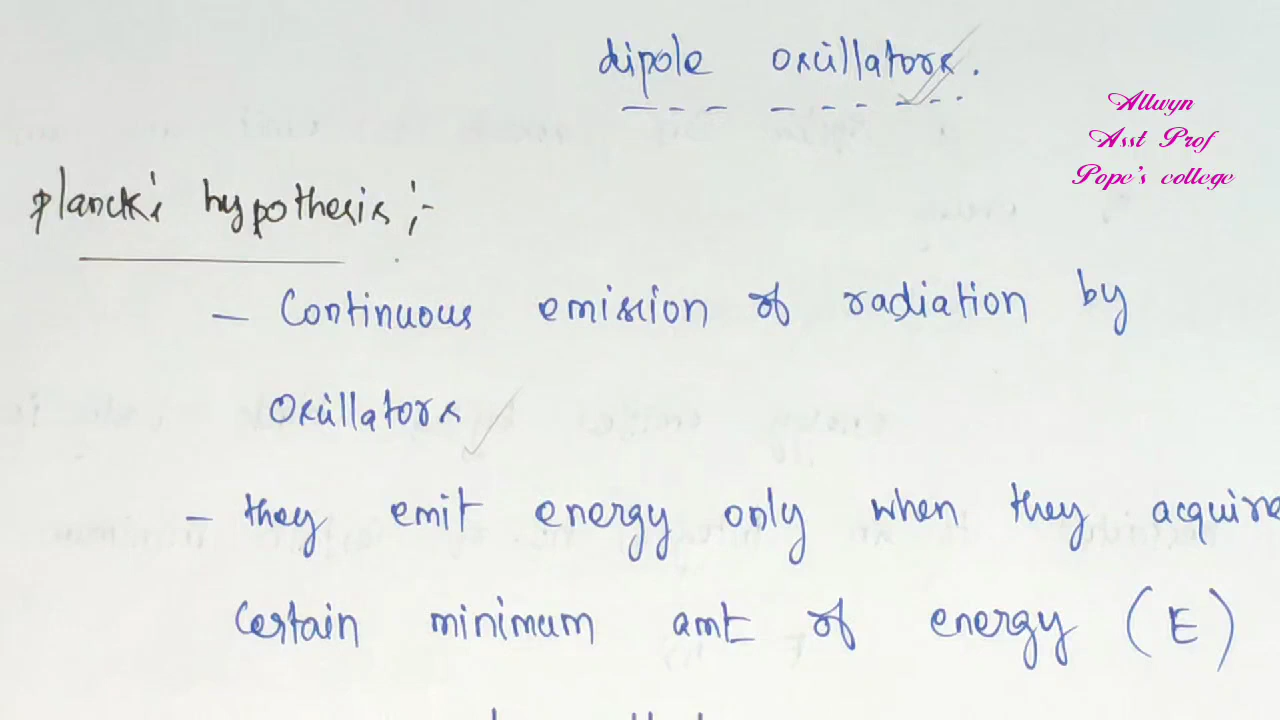 dipole oscillators.
Allwyn
Asst Prof
Pope's college
planck's hypothesis :-
- Continuous emission of radiation by
oscillators
- they emit energy only when they acquire
certain minimum amt of energy (E)